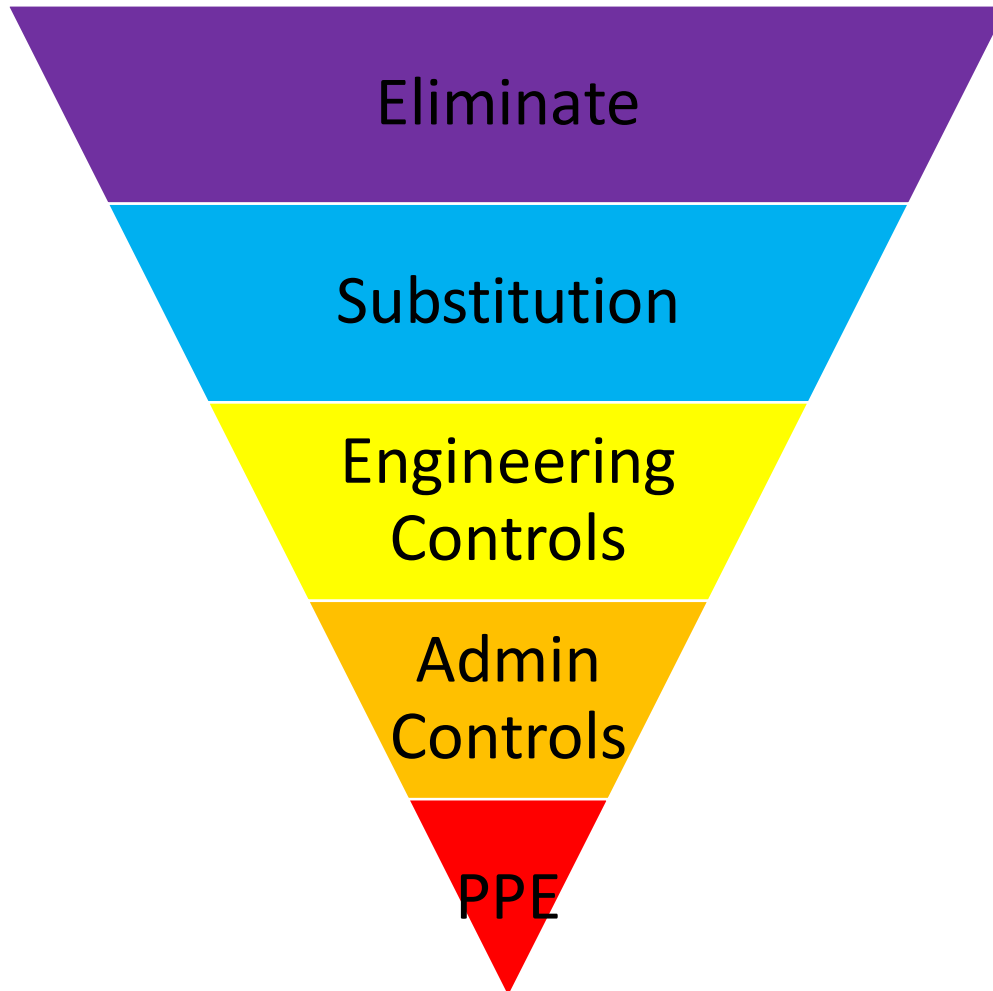 Eliminate
Substitution
Engineering
Controls
Admin
Controls
PPE